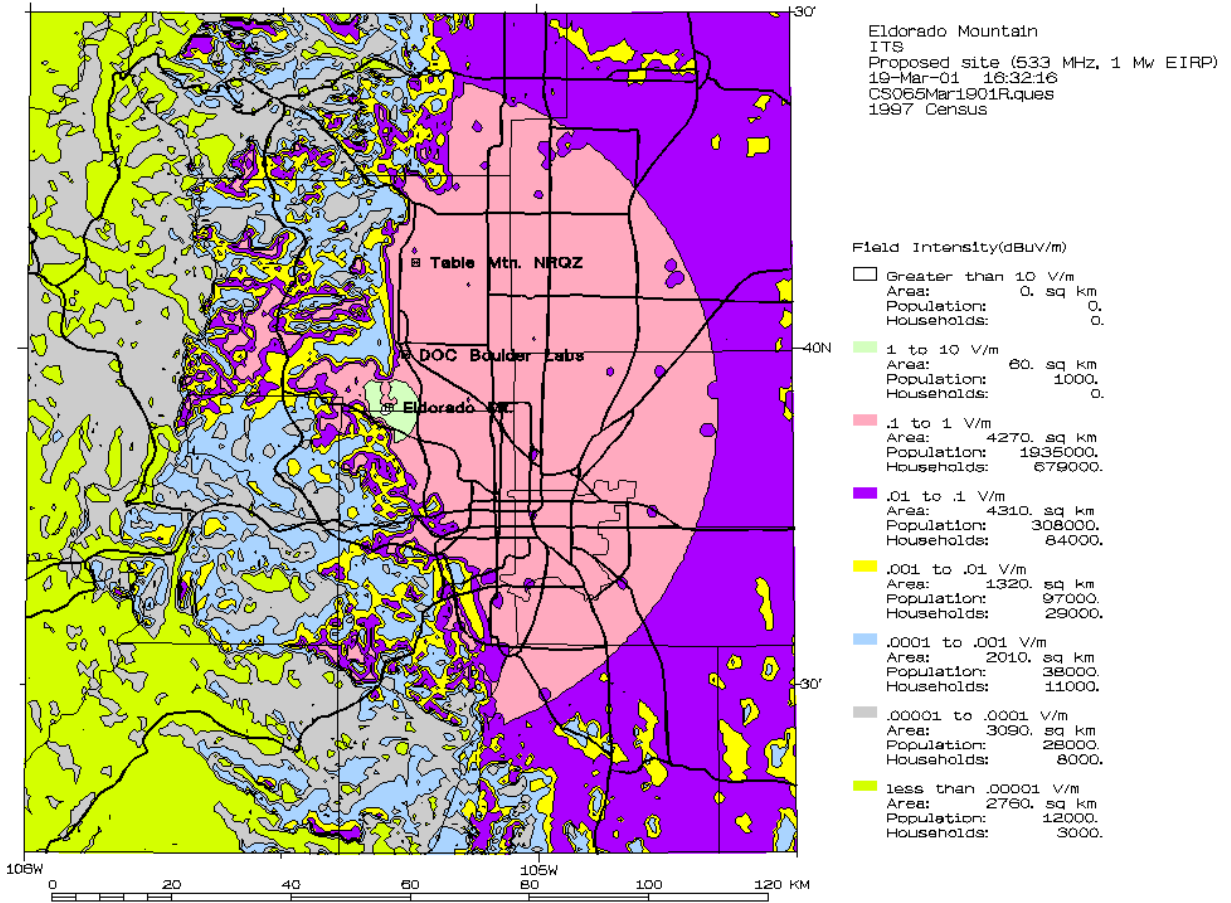 30'
Eldorado Mountain
ITS
Proposed site (533 MHz, 1 Mw EIRP)
19-Mar-01 16:32:16
CS065Mar1901R.ques
1997 Census
Table Mtn. NRQZ
40N
DOC Boulder Labs
Eldorado Mt.
30'
106W
105W
0 20 40 60 80 100 120 KM
Field Intensity(dBuV/m)
Greater than 10 V/m
Area: 0. sq km
Population: 0.
Households: 0.
1 to 10 V/m
Area: 60. sq km
Population: 1000.
Households: 0.
.1 to 1 V/m
Area: 4270. sq km
Population: 1935000.
Households: 679000.
.01 to .1 V/m
Area: 4310. sq km
Population: 308000.
Households: 84000.
.001 to .01 V/m
Area: 1320. sq km
Population: 97000.
Households: 29000.
.0001 to .001 V/m
Area: 2010. sq km
Population: 38000.
Households: 11000.
.00001 to .0001 V/m
Area: 3090. sq km
Population: 28000.
Households: 8000.
less than .00001 V/m
Area: 2760. sq km
Population: 12000.
Households: 3000.